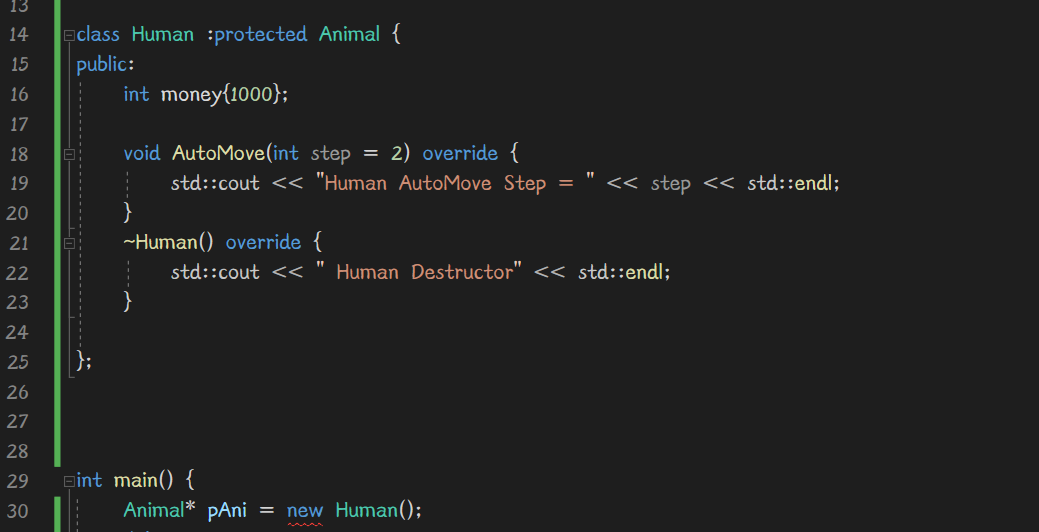 13
14 class Human :protected Animal {
15 public:
16 int money{1000};
17
18 void AutoMove(int step = 2) override {
19 std::cout << "Human AutoMove Step = " << step << std::endl;
20 }
21 ~Human() override {
22 std::cout << " Human Destructor" << std::endl;
23 }
24
25 };
26
27
28
29 int main() {
30 Animal* pAni = new Human();